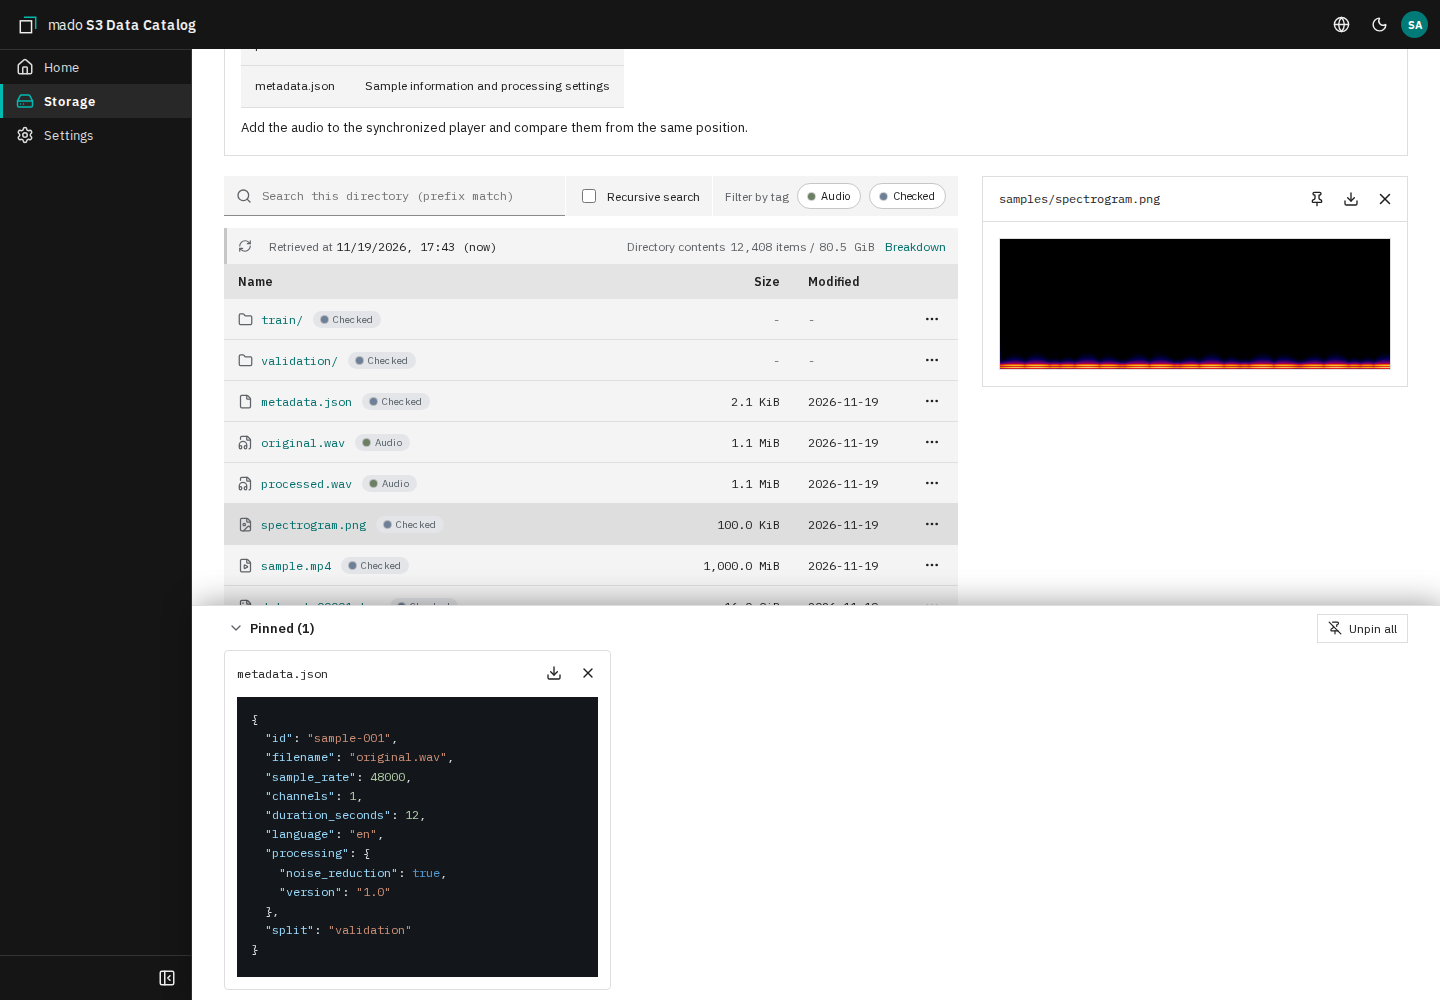 mado S3 Data Catalog
SA
Home
Storage
Settings
metadata.json Sample information and processing settings
Add the audio to the synchronized player and compare them from the same position.
Search this directory (prefix match)
Recursive search
Filter by tag Audio Checked
Retrieved at 11/19/2026, 17:43 (now)
Directory contents 12,408 items / 80.5 GiB Breakdown
Name Size Modified
train/ Checked - -
validation/ Checked - -
metadata.json Checked 2.1 KiB 2026-11-19
original.wav Audio 1.1 MiB 2026-11-19
processed.wav Audio 1.1 MiB 2026-11-19
spectrogram.png Checked 100.0 KiB 2026-11-19
sample.mp4 Checked 1,000.0 MiB 2026-11-19
samples/spectrogram.png
Pinned (1)
Unpin all
metadata.json
{
"id": "sample-001",
"filename": "original.wav",
"sample_rate": 48000,
"channels": 1,
"duration_seconds": 12,
"language": "en",
"processing": {
"noise_reduction": true,
"version": "1.0"
},
"split": "validation"
}